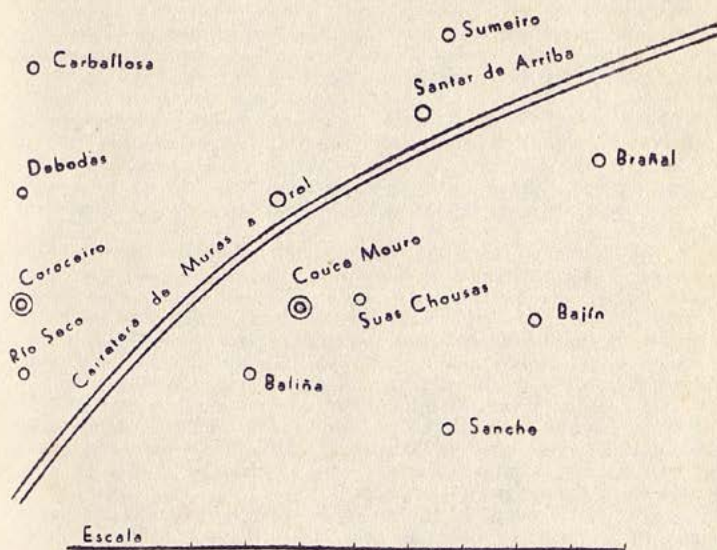 Sumeiro
Carballosa
Santar de Arriba
Brañal
Debodas
Carretera de Muras a Orol
Coroceiro
Couce Mouro
Suas Chousas
Bajín
Río Seco
Baliña
Sancho
Escala